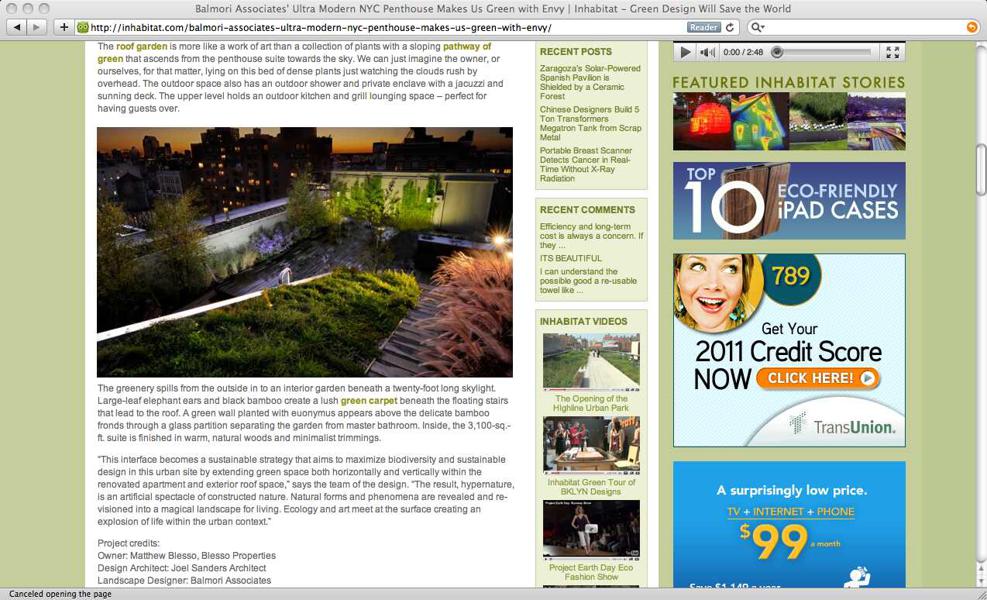 Balmori Associates' Ultra Modern NYC Penthouse Makes Us Green with Envy | Inhabitat – Green Design Will Save the World
http://inhabitat.com/balmori-associates-ultra-modern-nyc-penthouse-makes-us-green-with-envy/
Reader
The roof garden is more like a work of art than a collection of plants with a sloping pathway of
green that ascends from the penthouse suite towards the sky. We can just imagine the owner, or
ourselves, for that matter, lying on this bed of dense plants just watching the clouds rush by
overhead. The outdoor space also has an outdoor shower and private enclave with a jacuzzi and
sunning deck. The upper level holds an outdoor kitchen and grill lounging space – perfect for
having guests over.
The greenery spills from the outside in to an interior garden beneath a twenty-foot long skylight.
Large-leaf elephant ears and black bamboo create a lush green carpet beneath the floating stairs
that lead to the roof. A green wall planted with euonymus appears above the delicate bamboo
fronds through a glass partition separating the garden from master bathroom. Inside, the 3,100-sq.-
ft. suite is finished in warm, natural woods and minimalist trimmings.
"This interface becomes a sustainable strategy that aims to maximize biodiversity and sustainable
design in this urban site by extending green space both horizontally and vertically within the
renovated apartment and exterior roof space," says the team of the design. "The result, hypernature,
is an artificial spectacle of constructed nature. Natural forms and phenomena are revealed and re-
visioned into a magical landscape for living. Ecology and art meet at the surface creating an
explosion of life within the urban context."
Project credits:
Owner: Matthew Blesso, Blesso Properties
Design Architect: Joel Sanders Architect
Landscape Designer: Balmori Associates
RECENT POSTS
Zaragoza's Solar-Powered
Spanish Pavilion is
Shielded by a Ceramic
Forest
Chinese Designers Build 5
Ton Transformers
Megatron Tank from Scrap
Metal
Portable Breast Scanner
Detects Cancer in Real-
Time Without X-Ray
Radiation
RECENT COMMENTS
Efficiency and long-term
cost is always a concern. If
they ...
ITS BEAUTIFUL
I can understand the
possible good a re-usable
towel like ...
INHABITAT VIDEOS
The Opening of the
Highline Urban Park
Inhabitat Green Tour of
BKLYN Designs
Project Earth Day Eco
Fashion Show
0:00 / 2:48
FEATURED INHABITAT STORIES
TOP
10
ECO-FRIENDLY
iPAD CASES
789
Get Your
2011 Credit Score
NOW CLICK HERE!
TransUnion.
A surprisingly low price.
TV + INTERNET + PHONE
$99 a month
Save $1,149 a year
Canceled opening the page